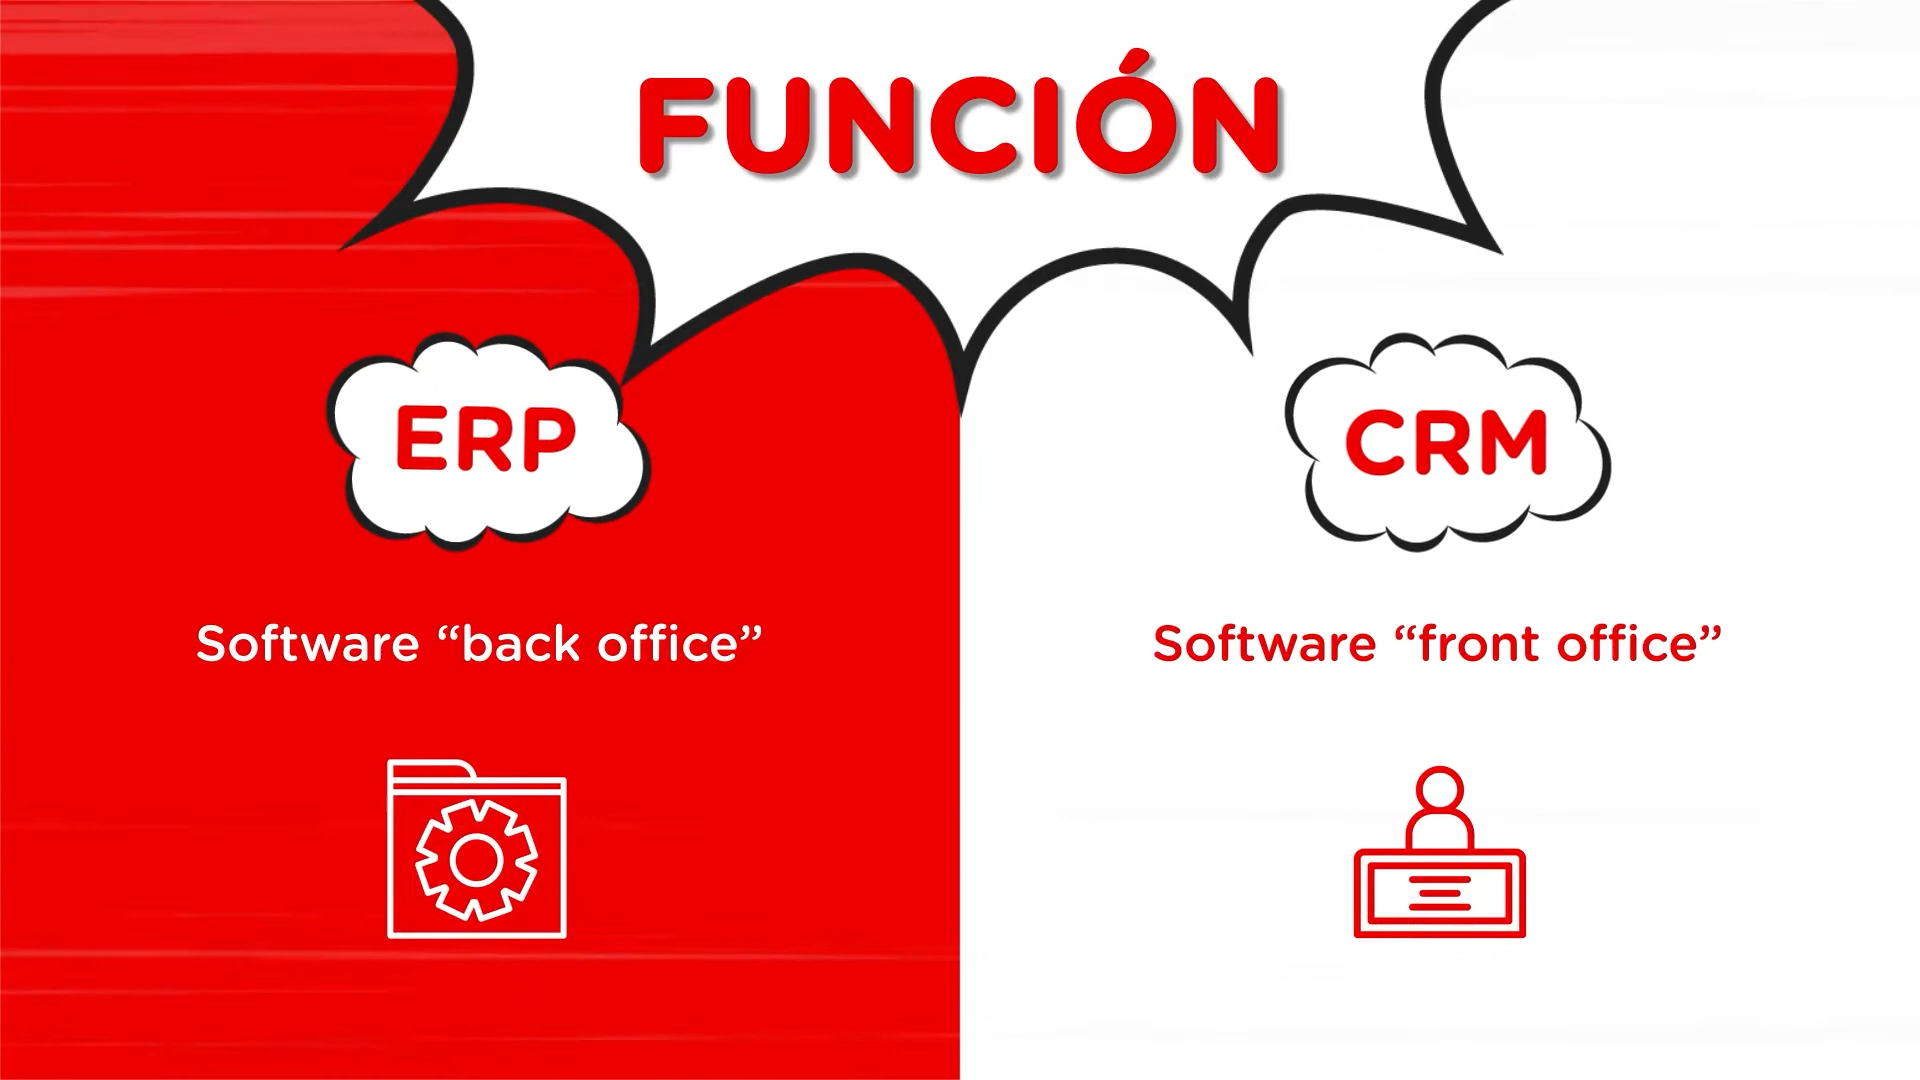 FUNCIÓN
ERP
CRM
Software “back office”
Software “front office”